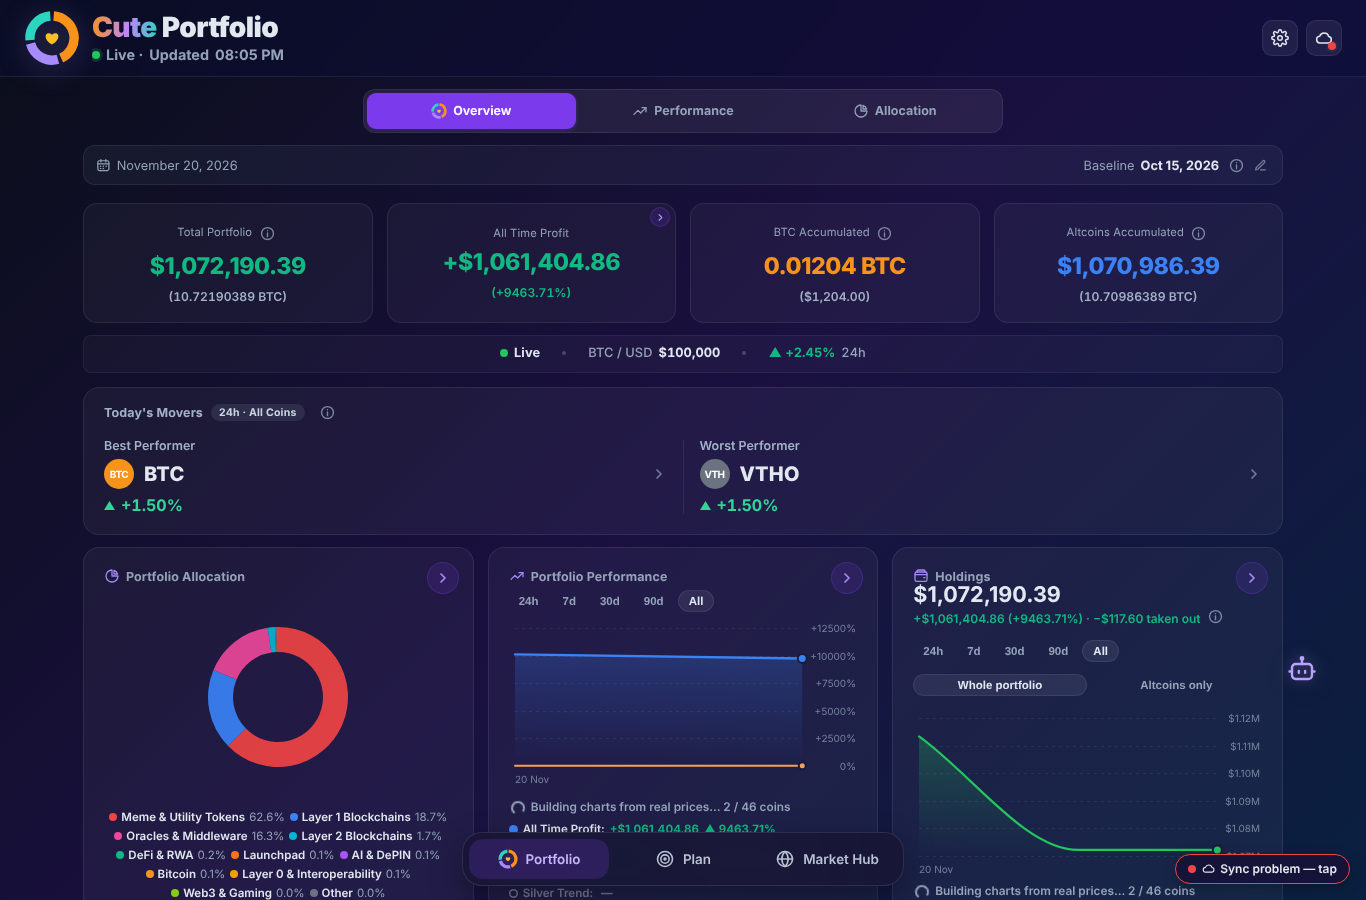 Cute Portfolio
Live · Updated 08:05 PM
Overview
Performance
Allocation
November 20, 2026
Baseline Oct 15, 2026
Total Portfolio
$1,072,190.39
(10.72190389 BTC)
All Time Profit
+$1,061,404.86
(+9463.71%)
BTC Accumulated
0.01204 BTC
($1,204.00)
Altcoins Accumulated
$1,070,986.39
(10.70986389 BTC)
Live • BTC / USD $100,000 • ▲ +2.45% 24h
Today's Movers 24h · All Coins
Best Performer
BTC BTC
▲ +1.50%
Worst Performer
VTH VTHO
▲ +1.50%
Portfolio Allocation
Meme & Utility Tokens 62.6% Layer 1 Blockchains 18.7%
Oracles & Middleware 16.3% Layer 2 Blockchains 1.7%
DeFi & RWA 0.2% Launchpad 0.1% AI & DePIN 0.1%
Bitcoin 0.1% Layer 0 & Interoperability 0.1%
Web3 & Gaming 0.0% Other 0.0%
Portfolio Performance
24h 7d 30d 90d All
+12500%
+10000%
+7500%
+5000%
+2500%
0%
20 Nov
Building charts from real prices... 2 / 46 coins
All Time Profit: +$1,061,404.86 ▲ 9463.71%
Silver Trend: —
Holdings
$1,072,190.39
+$1,061,404.86 (+9463.71%) · −$117.60 taken out
24h 7d 30d 90d All
Whole portfolio
Altcoins only
$1.12M
$1.11M
$1.10M
$1.09M
$1.08M
20 Nov
Building charts from real prices... 2 / 46 coins
Portfolio
Plan
Market Hub
Sync problem — tap